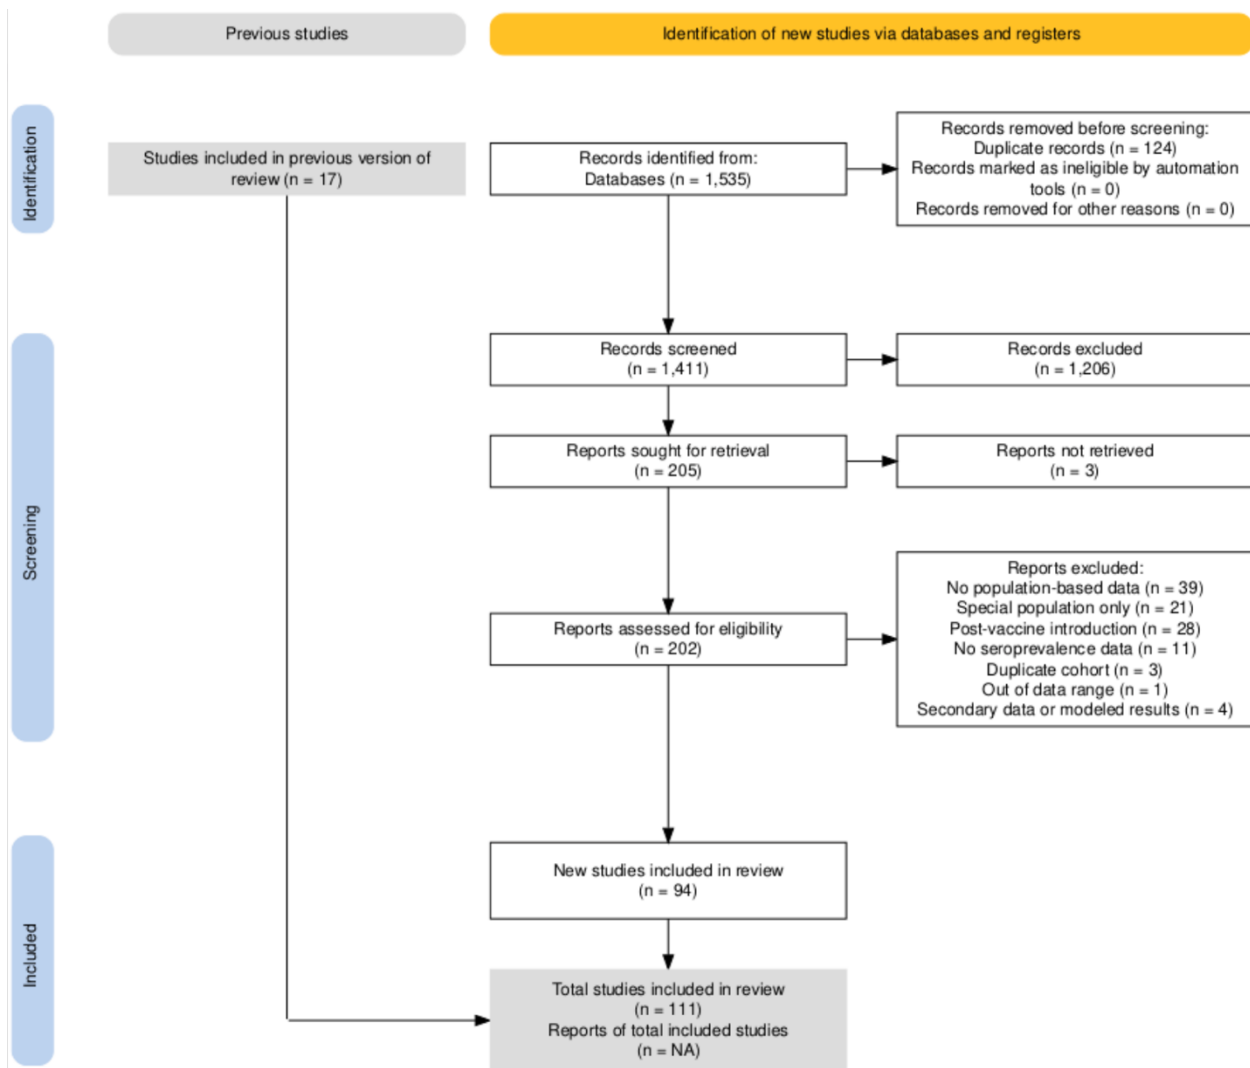 Previous studies
Identification of new studies via databases and registers
Identification
Studies included in previous version of
review (n = 17)
Records identified from:
Databases (n = 1,535)
Records removed before screening:
Duplicate records (n = 124)
Records marked as ineligible by automation
tools (n = 0)
Records removed for other reasons (n = 0)
Screening
Records screened
(n = 1,411)
Records excluded
(n = 1,206)
Reports sought for retrieval
(n = 205)
Reports not retrieved
(n = 3)
Reports assessed for eligibility
(n = 202)
Reports excluded:
No population-based data (n = 39)
Special population only (n = 21)
Post-vaccine introduction (n = 28)
No seroprevalence data (n = 11)
Duplicate cohort (n = 3)
Out of data range (n = 1)
Secondary data or modeled results (n = 4)
Included
New studies included in review
(n = 94)
Total studies included in review
(n = 111)
Reports of total included studies
(n = NA)